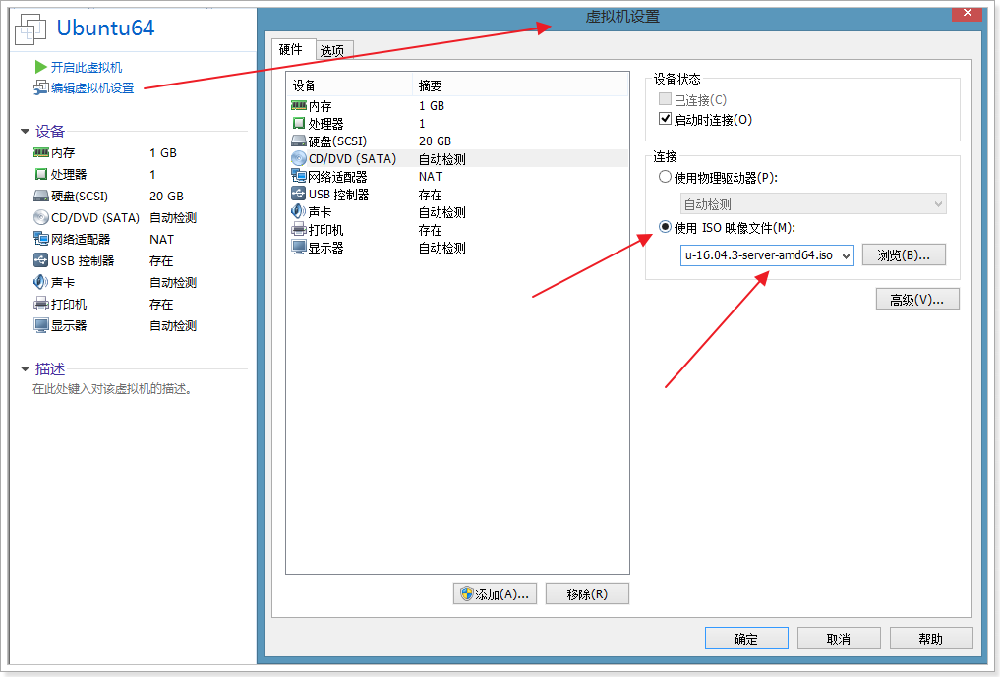 Ubuntu64
开启此虚拟机
编辑虚拟机设置
设备
内存 1 GB
处理器 1
硬盘(SCSI) 20 GB
CD/DVD (SATA) 自动检测
网络适配器 NAT
USB 控制器 存在
声卡 自动检测
打印机 存在
显示器 自动检测
描述
在此处键入对该虚拟机的描述。
虚拟机设置
硬件 选项
设备 摘要
内存 1 GB
处理器 1
硬盘(SCSI) 20 GB
CD/DVD (SATA) 自动检测
网络适配器 NAT
USB 控制器 存在
声卡 自动检测
打印机 存在
显示器 自动检测
添加(A)... 移除(R)
设备状态
已连接(C)
启动时连接(O)
连接
使用物理驱动器(P):
自动检测
使用 ISO 映像文件(M):
u-16.04.3-server-amd64.iso 浏览(B)...
高级(V)...
确定 取消 帮助